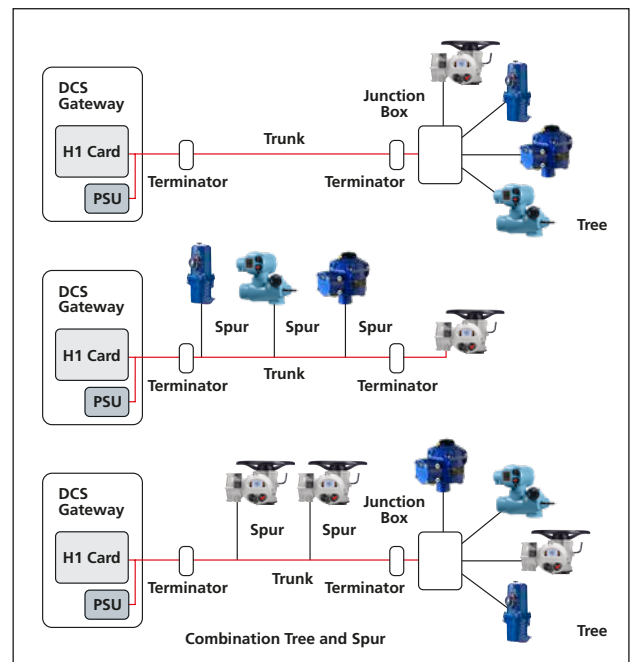 DCS
Gateway
H1 Card
PSU
Terminator
Trunk
Terminator
Junction
Box
Tree
DCS
Gateway
H1 Card
PSU
Terminator
Spur
Spur
Spur
Trunk
Terminator
DCS
Gateway
H1 Card
PSU
Terminator
Spur
Spur
Trunk
Terminator
Junction
Box
Tree
Combination Tree and Spur